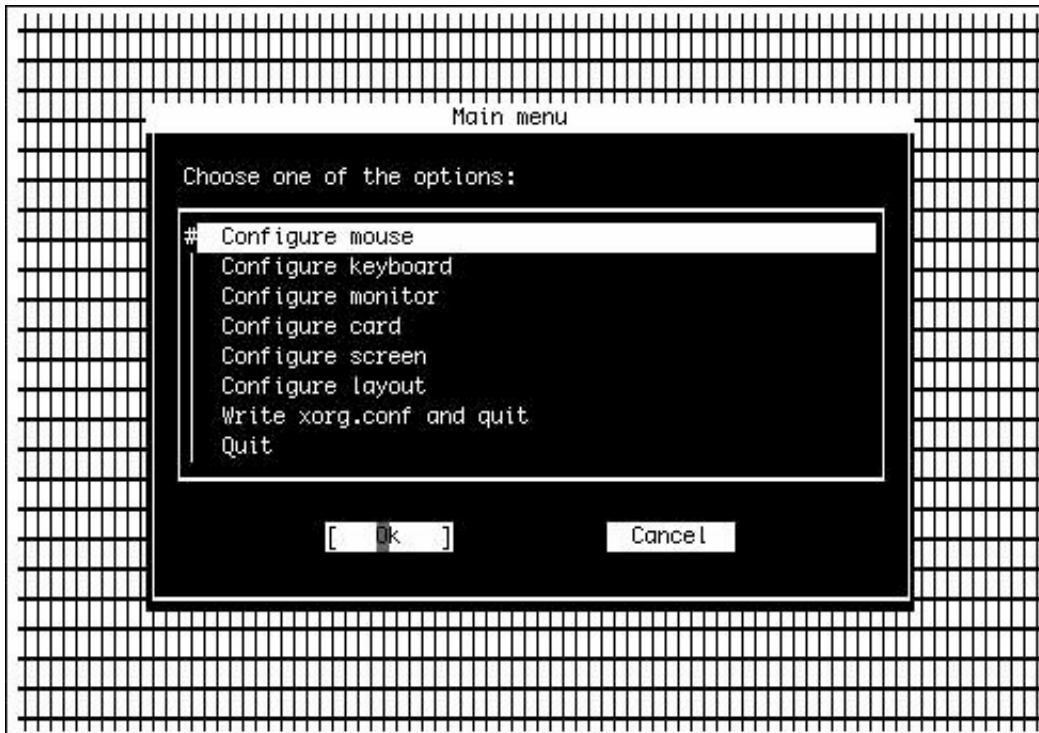 Main menu
Choose one of the options:
# Configure mouse
Configure keyboard
Configure monitor
Configure card
Configure screen
Configure layout
Write xorg.conf and quit
Quit
[ Ok ] Cancel